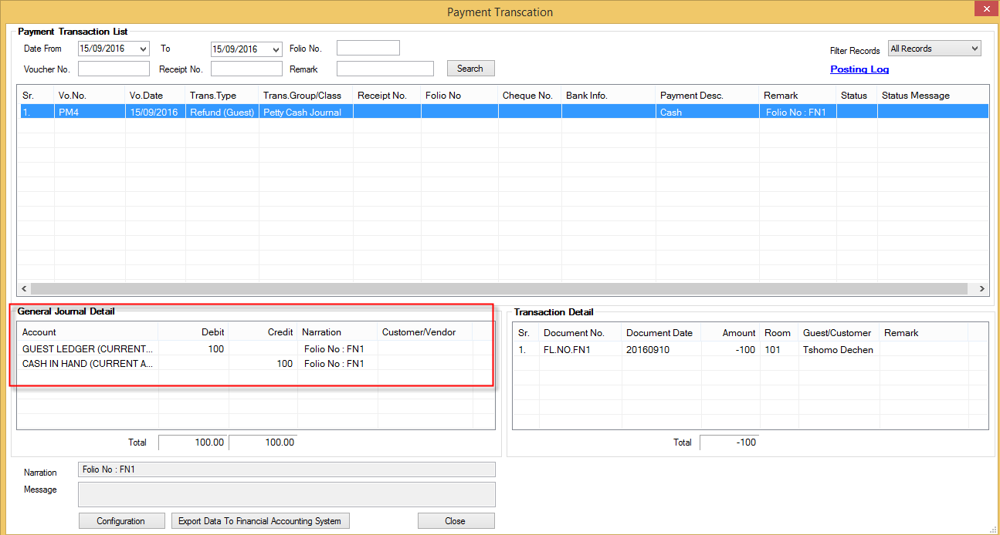 Payment Transcation
Payment Transaction List
Date From 15/09/2016 To 15/09/2016 Folio No. Filter Records All Records
Voucher No. Receipt No. Remark Search Posting Log
Sr. Vo.No. Vo.Date Trans.Type Trans.Group/Class Receipt No. Folio No Cheque No. Bank Info. Payment Desc. Remark Status Status Message
1. PM4 15/09/2016 Refund (Guest) Petty Cash Journal Cash Folio No : FN1
General Journal Detail
Account Debit Credit Narration Customer/Vendor
GUEST LEDGER (CURRENT... 100 Folio No : FN1
CASH IN HAND (CURRENT A... 100 Folio No : FN1
Total 100.00 100.00
Transaction Detail
Sr. Document No. Document Date Amount Room Guest/Customer Remark
1. FL.NO.FN1 20160910 -100 101 Tshomo Dechen
Total -100
Narration Folio No : FN1
Message
Configuration Export Data To Financial Accounting System Close